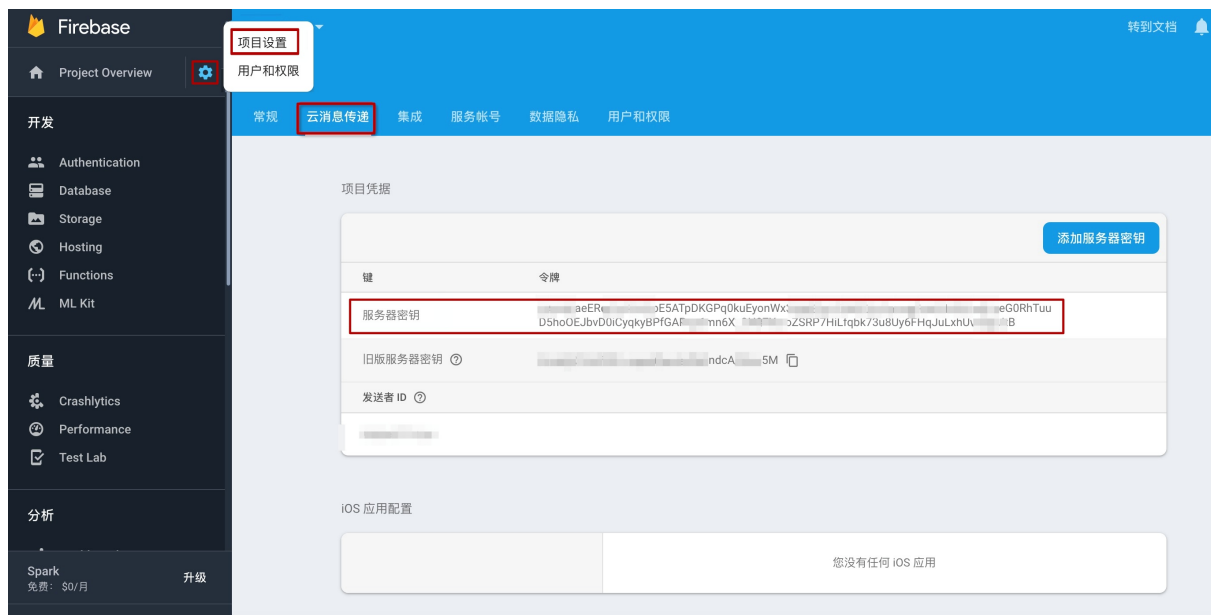 Firebase
项目设置
转到文档
Project Overview
用户和权限
开发
常规
云消息传递
集成
服务帐号
数据隐私
用户和权限
Authentication
Database
Storage
Hosting
Functions
ML Kit
项目凭据
添加服务器密钥
键
令牌
服务器密钥
旧版服务器密钥
5M
发送者 ID
质量
Crashlytics
Performance
Test Lab
iOS 应用配置
您没有任何 iOS 应用
分析
Spark
免费: $0/月
升级